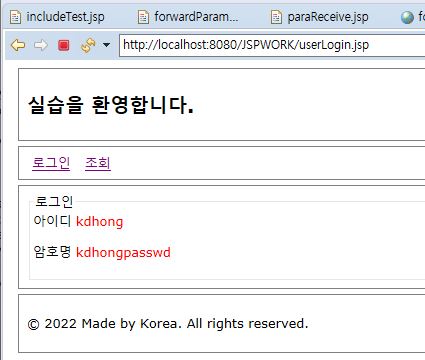 includeTest.jsp forwardParam... paraReceive.jsp
http://localhost:8080/JSPWORK/userLogin.jsp
실습을 환영합니다.
로그인 조회
로그인
아이디 kdhong
암호명 kdhongpasswd
© 2022 Made by Korea. All rights reserved.